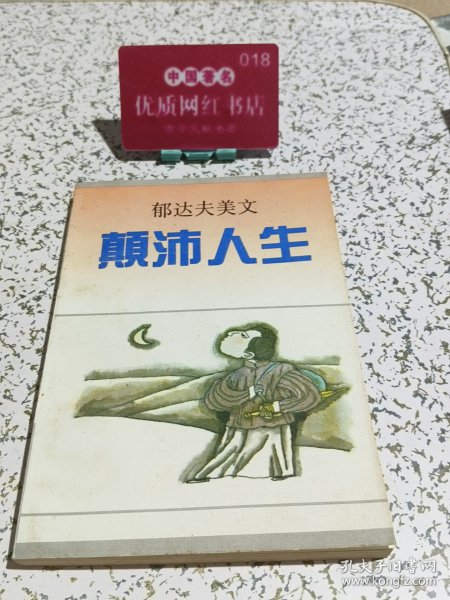 018
中国著名
优质网红书店
郁达夫美文
颠沛人生
孔夫子旧书网
kongfz.com